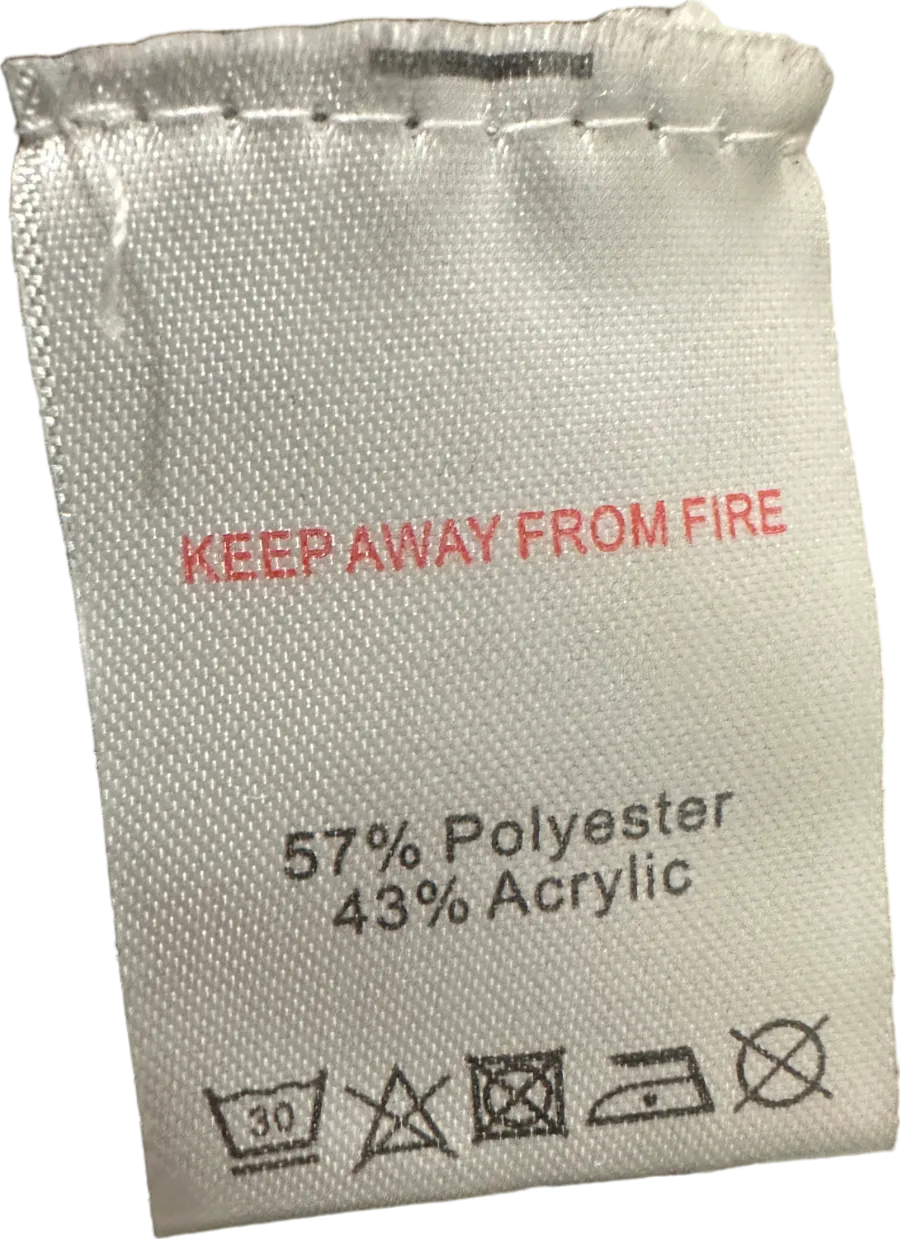 KEEP AWAY FROM FIRE
57% Polyester
43% Acrylic
30